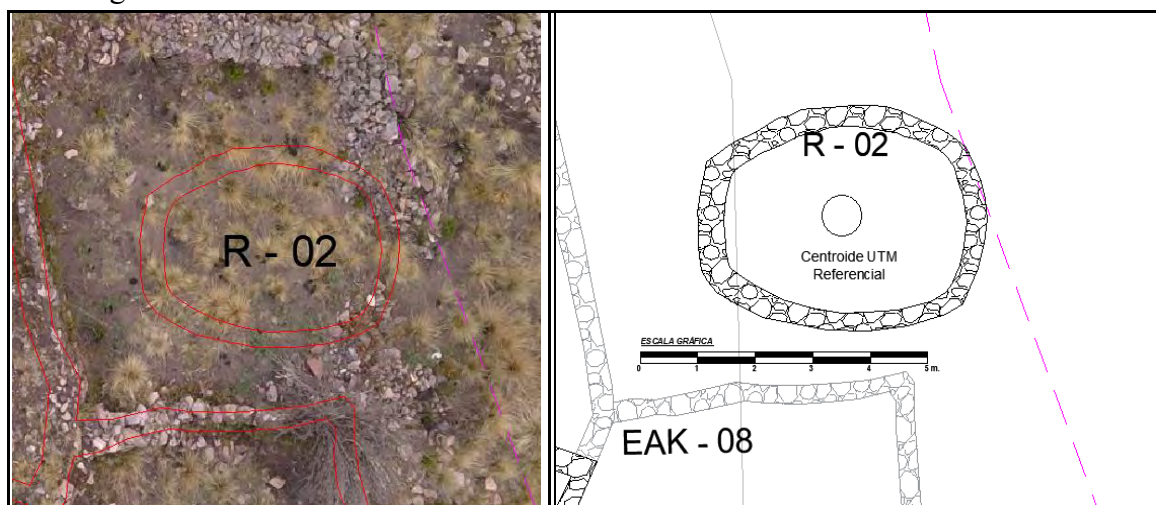 R - 02
R - 02
Centroide UTM
Referencial
ESCALA GRÁFICA
0 1 2 3 4 5 m.
EAK - 08